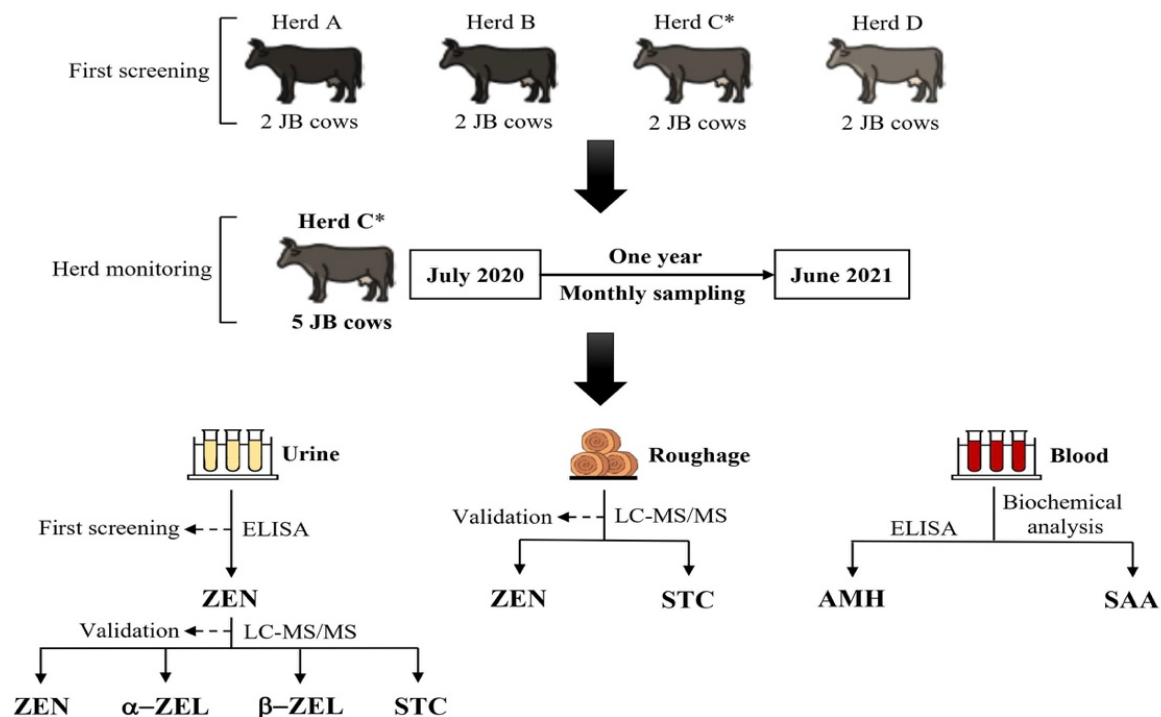 Herd A
Herd B
Herd C*
Herd D
First screening
2 JB cows
2 JB cows
2 JB cows
2 JB cows
Herd C*
Herd monitoring
July 2020
One year
Monthly sampling
June 2021
5 JB cows
Urine
Roughage
Blood
First screening
ELISA
Validation
LC-MS/MS
ELISA
Biochemical
analysis
ZEN
ZEN
STC
AMH
SAA
Validation
LC-MS/MS
ZEN
α–ZEL
β–ZEL
STC